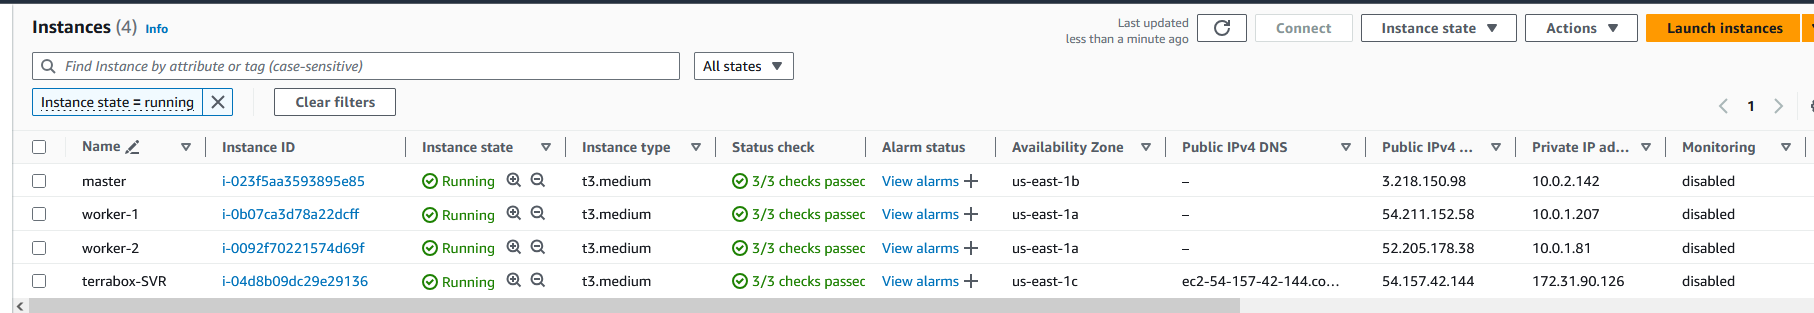 Instances (4) Info
Last updated
less than a minute ago
Connect
Instance state
Actions
Launch instances
Find Instance by attribute or tag (case-sensitive)
All states
Instance state = running
Clear filters
1
Name Instance ID Instance state Instance type Status check Alarm status Availability Zone Public IPv4 DNS Public IPv4 ... Private IP ad... Monitoring
master i-023f5aa3593895e85 Running t3.medium 3/3 checks passec View alarms + us-east-1b – 3.218.150.98 10.0.2.142 disabled
worker-1 i-0b07ca3d78a22dcff Running t3.medium 3/3 checks passec View alarms + us-east-1a – 54.211.152.58 10.0.1.207 disabled
worker-2 i-0092f70221574d69f Running t3.medium 3/3 checks passec View alarms + us-east-1a – 52.205.178.38 10.0.1.81 disabled
terrabox-SVR i-04d8b09dc29e29136 Running t3.medium 3/3 checks passec View alarms + us-east-1c ec2-54-157-42-144.co... 54.157.42.144 172.31.90.126 disabled